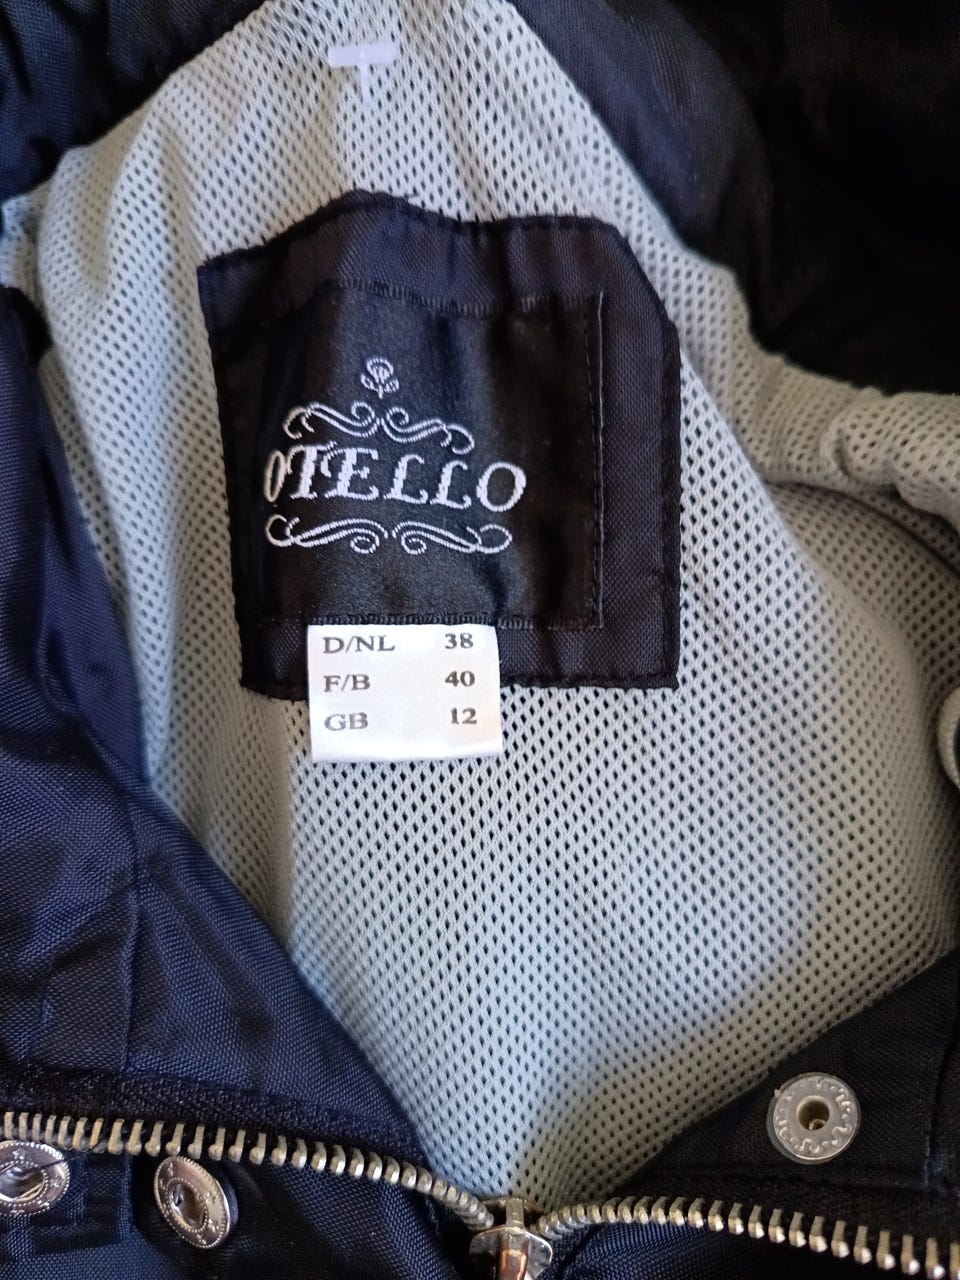 OTELLO
D/NL 38
F/B 40
GB 12